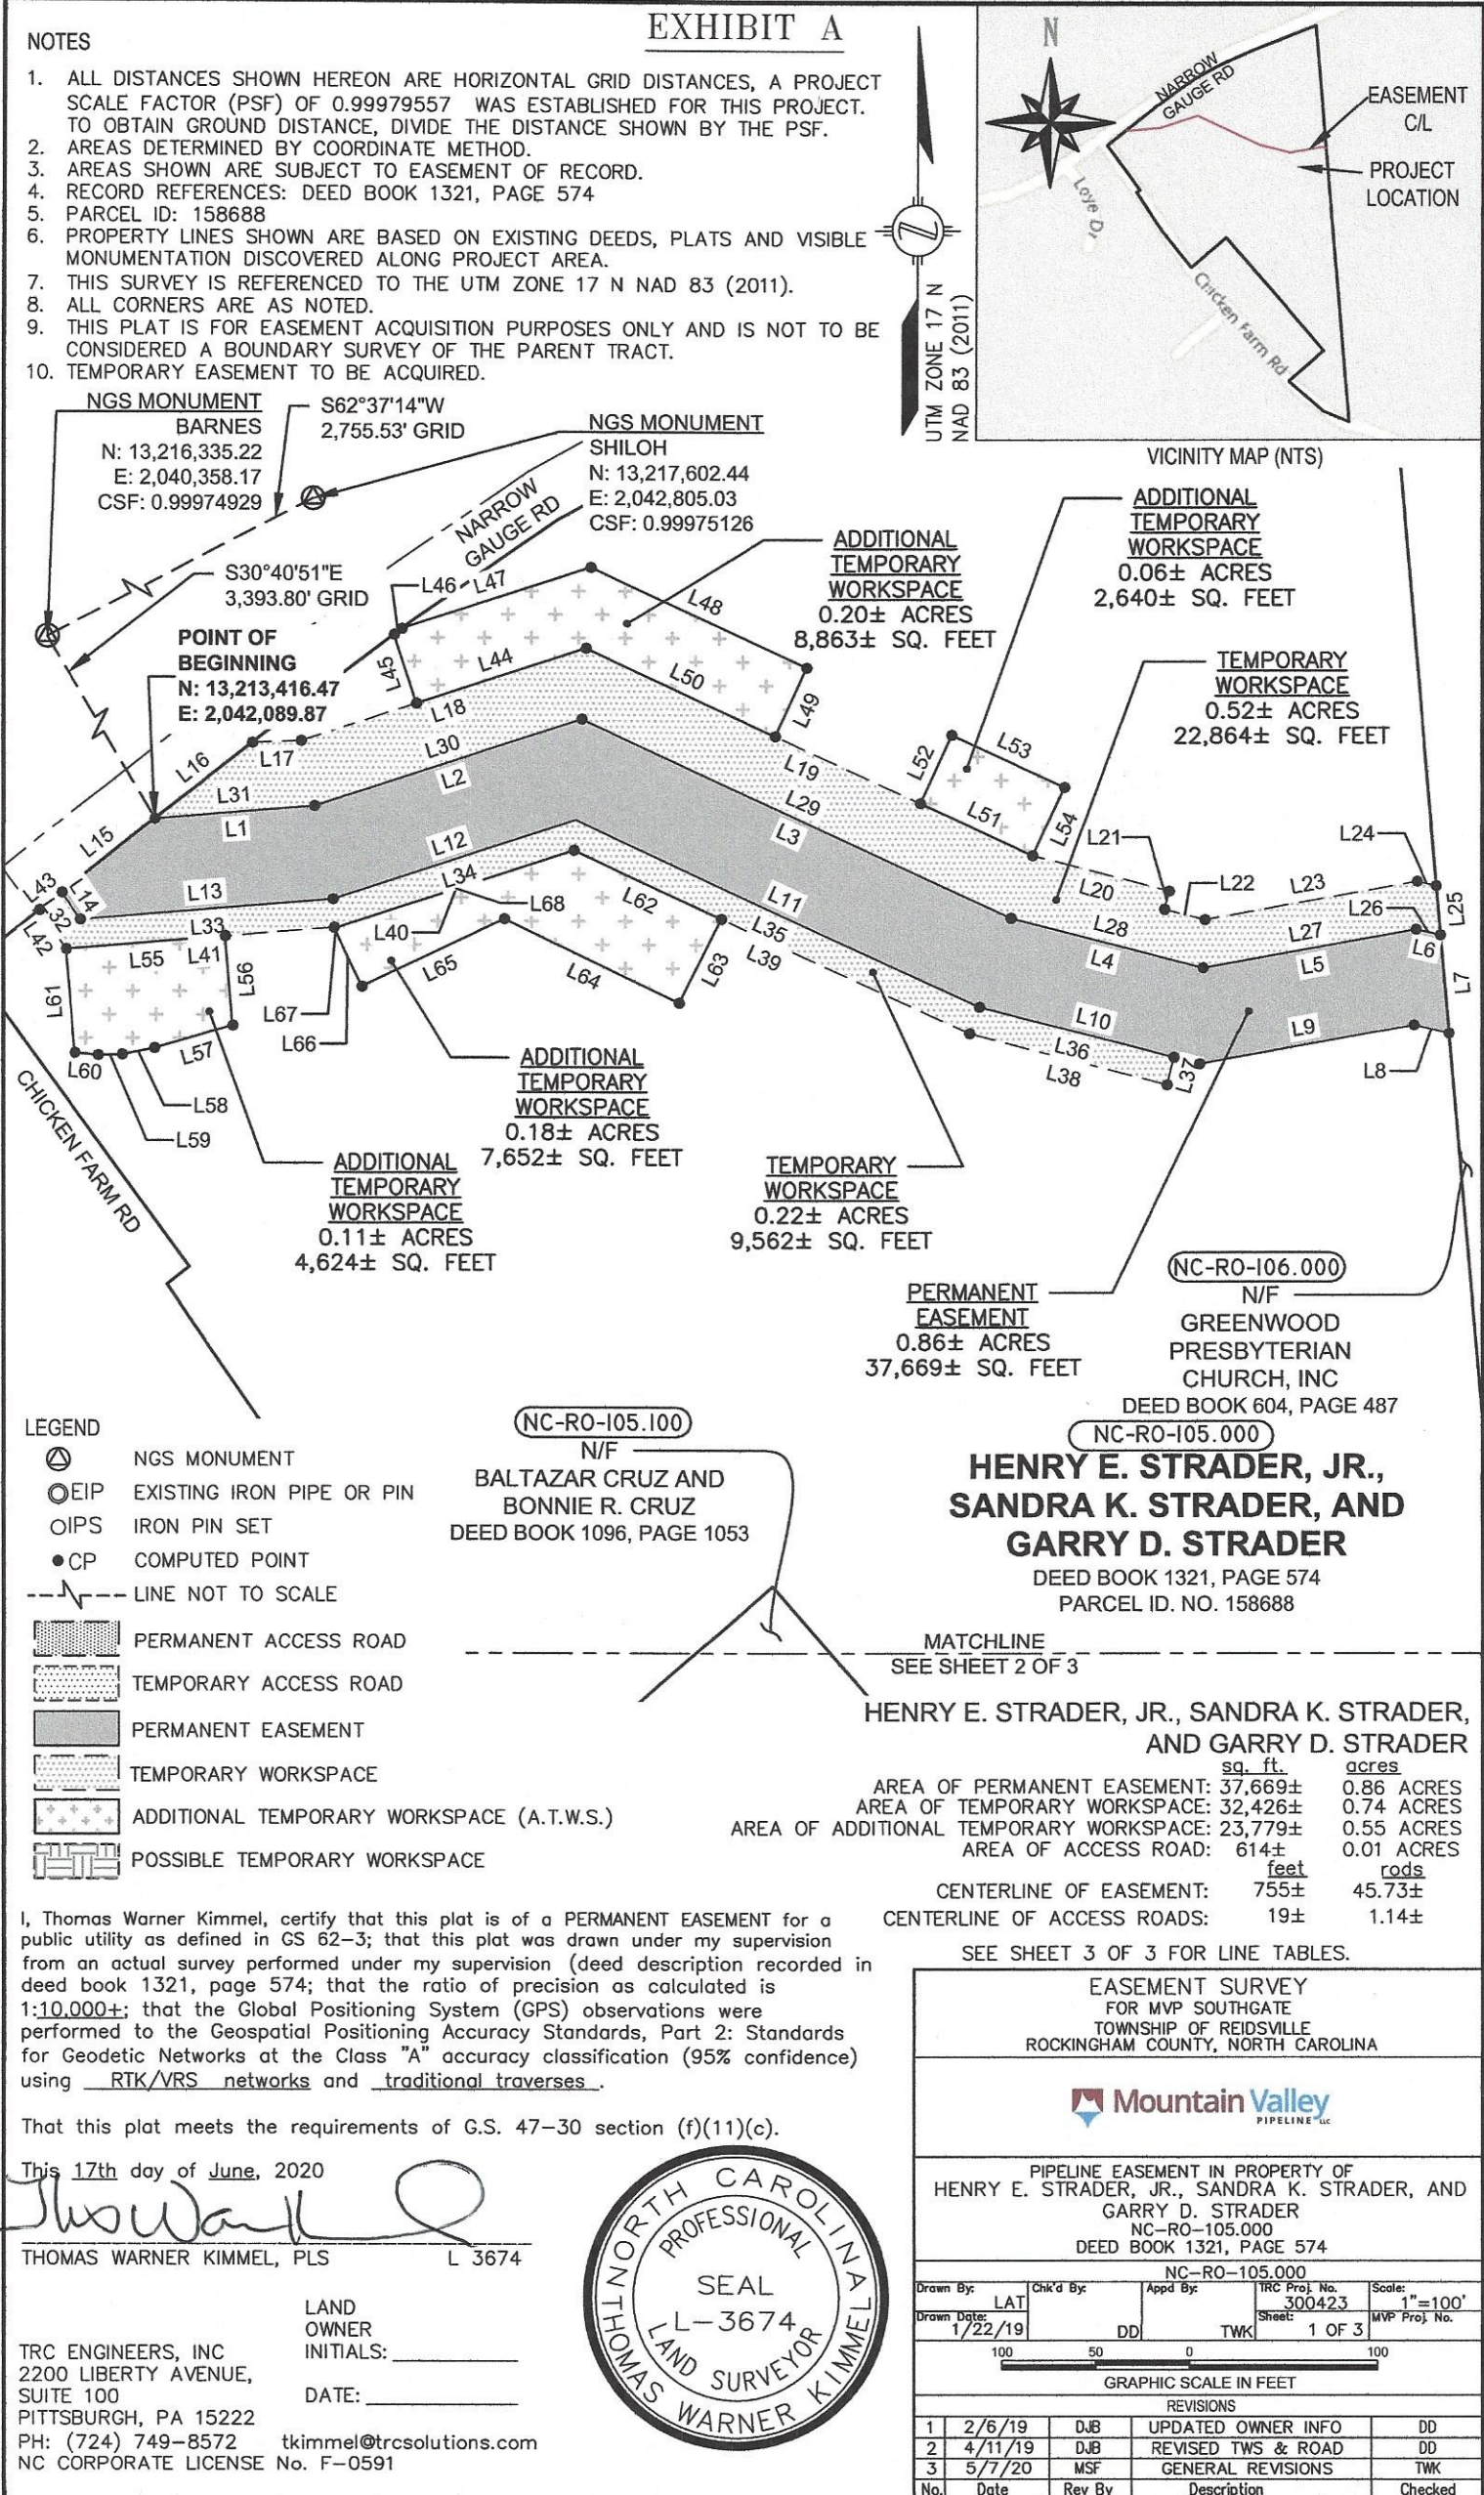 EXHIBIT A
NOTES
1. ALL DISTANCES SHOWN HEREON ARE HORIZONTAL GRID DISTANCES, A PROJECT
SCALE FACTOR (PSF) OF 0.99979557 WAS ESTABLISHED FOR THIS PROJECT.
TO OBTAIN GROUND DISTANCE, DIVIDE THE DISTANCE SHOWN BY THE PSF.
2. AREAS DETERMINED BY COORDINATE METHOD.
3. AREAS SHOWN ARE SUBJECT TO EASEMENT OF RECORD.
4. RECORD REFERENCES: DEED BOOK 1321, PAGE 574
5. PARCEL ID: 158688
6. PROPERTY LINES SHOWN ARE BASED ON EXISTING DEEDS, PLATS AND VISIBLE
MONUMENTATION DISCOVERED ALONG PROJECT AREA.
7. THIS SURVEY IS REFERENCED TO THE UTM ZONE 17 N NAD 83 (2011).
8. ALL CORNERS ARE AS NOTED.
9. THIS PLAT IS FOR EASEMENT ACQUISITION PURPOSES ONLY AND IS NOT TO BE
CONSIDERED A BOUNDARY SURVEY OF THE PARENT TRACT.
10. TEMPORARY EASEMENT TO BE ACQUIRED.
UTM ZONE 17 N
NAD 83 (2011)
N
NARROW
GAUGE RD
EASEMENT
C/L
PROJECT
LOCATION
Loye Dr
Chicken Farm Rd
VICINITY MAP (NTS)
NGS MONUMENT
BARNES
N: 13,216,335.22
E: 2,040,358.17
CSF: 0.99974929
S62°37'14"W
2,755.53' GRID
NGS MONUMENT
SHILOH
N: 13,217,602.44
E: 2,042,805.03
CSF: 0.99975126
NARROW
GAUGE RD
S30°40'51"E
3,393.80' GRID
POINT OF
BEGINNING
N: 13,213,416.47
E: 2,042,089.87
ADDITIONAL
TEMPORARY
WORKSPACE
0.20± ACRES
8,863± SQ. FEET
ADDITIONAL
TEMPORARY
WORKSPACE
0.06± ACRES
2,640± SQ. FEET
TEMPORARY
WORKSPACE
0.52± ACRES
22,864± SQ. FEET
L46
L47
L48
L45
L44
L50
L49
L18
L17
L16
L30
L2
L31
L1
L15
L19
L29
L3
L52
L53
L51
L54
L21
L24
L20
L22
L23
L25
L26
L28
L27
L4
L5
L6
L7
L43
L14
L32
L42
L13
L12
L34
L33
L68
L62
L40
L11
L35
L39
L55
L41
L56
L61
L65
L64
L63
L67
L66
L10
L9
L36
L37
L38
L8
L60
L57
L58
L59
CHICKEN FARM RD
ADDITIONAL
TEMPORARY
WORKSPACE
0.18± ACRES
7,652± SQ. FEET
ADDITIONAL
TEMPORARY
WORKSPACE
0.11± ACRES
4,624± SQ. FEET
TEMPORARY
WORKSPACE
0.22± ACRES
9,562± SQ. FEET
PERMANENT
EASEMENT
0.86± ACRES
37,669± SQ. FEET
NC-RO-106.000
N/F
GREENWOOD
PRESBYTERIAN
CHURCH, INC
DEED BOOK 604, PAGE 487
NC-RO-105.100
N/F
BALTAZAR CRUZ AND
BONNIE R. CRUZ
DEED BOOK 1096, PAGE 1053
NC-RO-105.000
HENRY E. STRADER, JR.,
SANDRA K. STRADER, AND
GARRY D. STRADER
DEED BOOK 1321, PAGE 574
PARCEL ID. NO. 158688
MATCHLINE
SEE SHEET 2 OF 3
LEGEND
NGS MONUMENT
EIP EXISTING IRON PIPE OR PIN
IPS IRON PIN SET
CP COMPUTED POINT
LINE NOT TO SCALE
PERMANENT ACCESS ROAD
TEMPORARY ACCESS ROAD
PERMANENT EASEMENT
TEMPORARY WORKSPACE
ADDITIONAL TEMPORARY WORKSPACE (A.T.W.S.)
POSSIBLE TEMPORARY WORKSPACE
HENRY E. STRADER, JR., SANDRA K. STRADER,
AND GARRY D. STRADER
sq. ft. acres
AREA OF PERMANENT EASEMENT: 37,669± 0.86 ACRES
AREA OF TEMPORARY WORKSPACE: 32,426± 0.74 ACRES
AREA OF ADDITIONAL TEMPORARY WORKSPACE: 23,779± 0.55 ACRES
AREA OF ACCESS ROAD: 614± 0.01 ACRES
feet rods
CENTERLINE OF EASEMENT: 755± 45.73±
CENTERLINE OF ACCESS ROADS: 19± 1.14±
SEE SHEET 3 OF 3 FOR LINE TABLES.
I, Thomas Warner Kimmel, certify that this plat is of a PERMANENT EASEMENT for a
public utility as defined in GS 62-3; that this plat was drawn under my supervision
from an actual survey performed under my supervision (deed description recorded in
deed book 1321, page 574; that the ratio of precision as calculated is
1:10,000+; that the Global Positioning System (GPS) observations were
performed to the Geospatial Positioning Accuracy Standards, Part 2: Standards
for Geodetic Networks at the Class "A" accuracy classification (95% confidence)
using RTK/VRS networks and traditional traverses.
That this plat meets the requirements of G.S. 47-30 section (f)(11)(c).
This 17th day of June, 2020
THOMAS WARNER KIMMEL, PLS L 3674
LAND
OWNER
INITIALS:
DATE:
TRC ENGINEERS, INC
2200 LIBERTY AVENUE,
SUITE 100
PITTSBURGH, PA 15222
PH: (724) 749-8572 tkimmel@trcsolutions.com
NC CORPORATE LICENSE No. F-0591
NORTH CAROLINA
PROFESSIONAL
SEAL
L-3674
LAND SURVEYOR
THOMAS WARNER KIMMEL
EASEMENT SURVEY
FOR MVP SOUTHGATE
TOWNSHIP OF REIDSVILLE
ROCKINGHAM COUNTY, NORTH CAROLINA
Mountain Valley
PIPELINE LLC
PIPELINE EASEMENT IN PROPERTY OF
HENRY E. STRADER, JR., SANDRA K. STRADER, AND
GARRY D. STRADER
NC-RO-105.000
DEED BOOK 1321, PAGE 574
NC-RO-105.000
Drawn By: LAT Chk'd By: DD Appd By: TWK TRC Proj. No. 300423 Scale: 1"=100'
Drawn Date: 1/22/19 Sheet: 1 OF 3 MVP Proj. No.
100 50 0 100
GRAPHIC SCALE IN FEET
REVISIONS
1 2/6/19 DJB UPDATED OWNER INFO DD
2 4/11/19 DJB REVISED TWS & ROAD DD
3 5/7/20 MSF GENERAL REVISIONS TWK
No. Date Rev By Description Checked